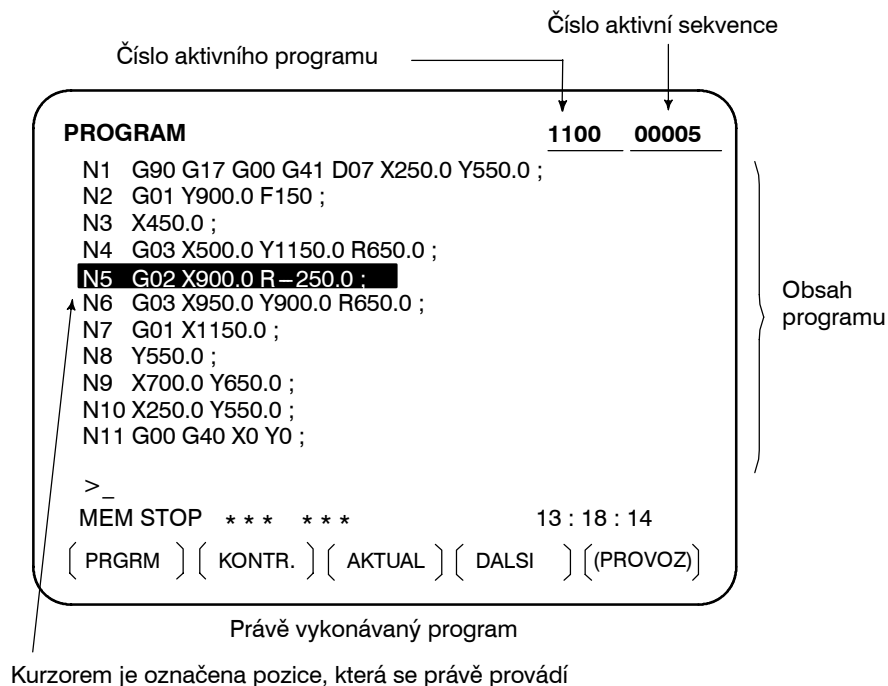 Číslo aktivní sekvence
Číslo aktivního programu
PROGRAM 1100 00005
N1 G90 G17 G00 G41 D07 X250.0 Y550.0 ;
N2 G01 Y900.0 F150 ;
N3 X450.0 ;
N4 G03 X500.0 Y1150.0 R650.0 ;
N5 G02 X900.0 R–250.0 ;
N6 G03 X950.0 Y900.0 R650.0 ;
N7 G01 X1150.0 ;
N8 Y550.0 ;
N9 X700.0 Y650.0 ;
N10 X250.0 Y550.0 ;
N11 G00 G40 X0 Y0 ;
Obsah
programu
>_
MEM STOP * * * * * * 13 : 18 : 14
[ PRGRM ] [ KONTR. ] [ AKTUAL ] [ DALSI ] [ (PROVOZ) ]
Právě vykonávaný program
Kurzorem je označena pozice, která se právě provádí